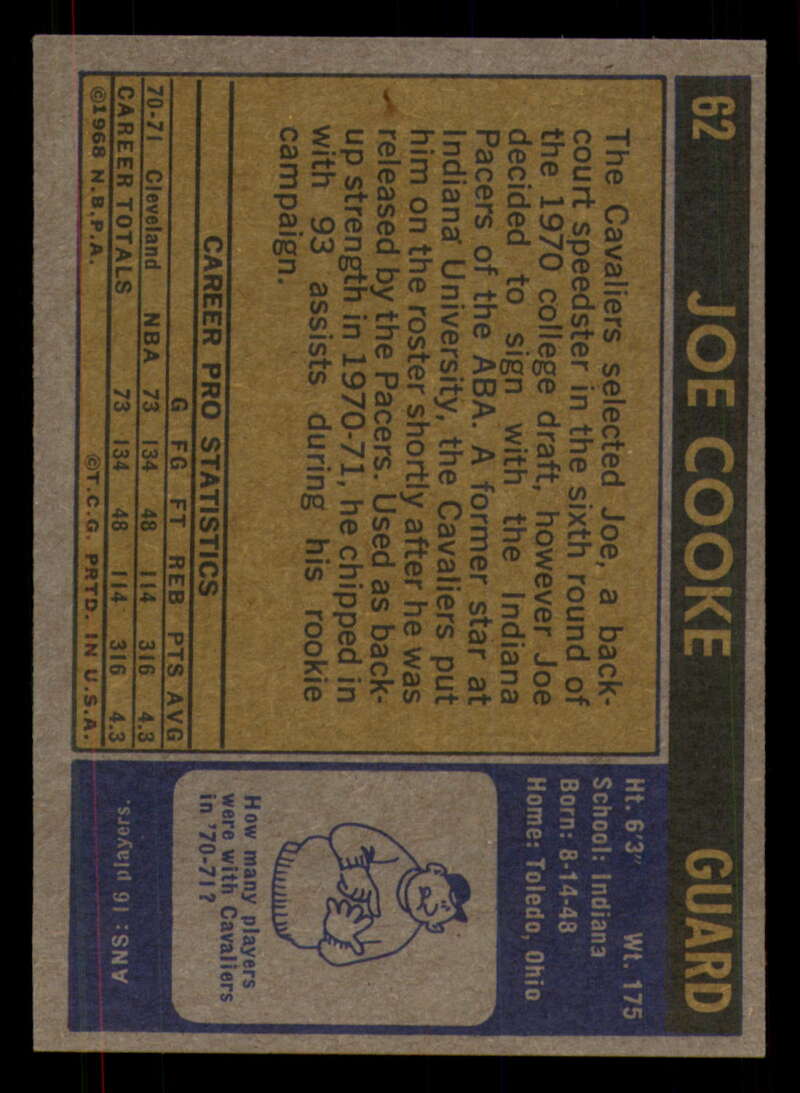 62 JOE COOKE GUARD
The Cavaliers selected Joe, a back-
court speedster in the sixth round of
the 1970 college draft, however Joe
decided to sign with the Indiana
Pacers of the ABA. A former star at
Indiana University, the Cavaliers put
him on the roster shortly after he was
released by the Pacers. Used as back-
up strength in 1970-71, he chipped in
with 93 assists during his rookie
campaign.
CAREER PRO STATISTICS
G FG FT REB PTS AVG
70-71 Cleveland NBA 73 134 48 114 316 4.3
CAREER TOTALS 73 134 48 114 316 4.3
©1968 N.B.P.A. ©T.C.G. PRTD. IN U.S.A.
Ht. 6'3" Wt. 175
School: Indiana
Born: 8-14-48
Home: Toledo, Ohio
How many players
were with Cavaliers
in '70-71?
ANS: 16 players.